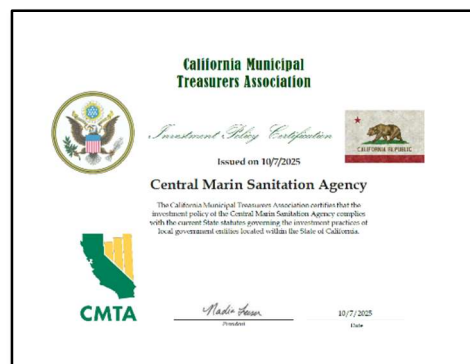 California Municipal
Treasurers Association
Investment Policy Certification
CALIFORNIA REPUBLIC
Issued on 10/7/2025
Central Marin Sanitation Agency
The California Municipal Treasurers Association certifies that the
investment policy of the Central Marin Sanitation Agency complies
with the current State statutes governing the investment practices of
local government entities located within the State of California.
CMTA
10/7/2025
President
Date